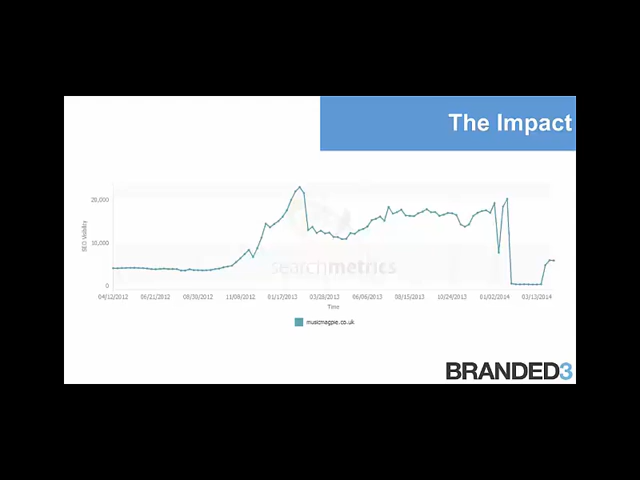 The Impact
20,000
10,000
0
SEO Visibility
searchmetrics
04/12/2012 06/21/2012 08/30/2012 11/08/2012 01/17/2013 03/28/2013 06/06/2013 08/15/2013 10/24/2013 01/02/2014 03/13/2014
Time
musicmagpie.co.uk
BRANDED3